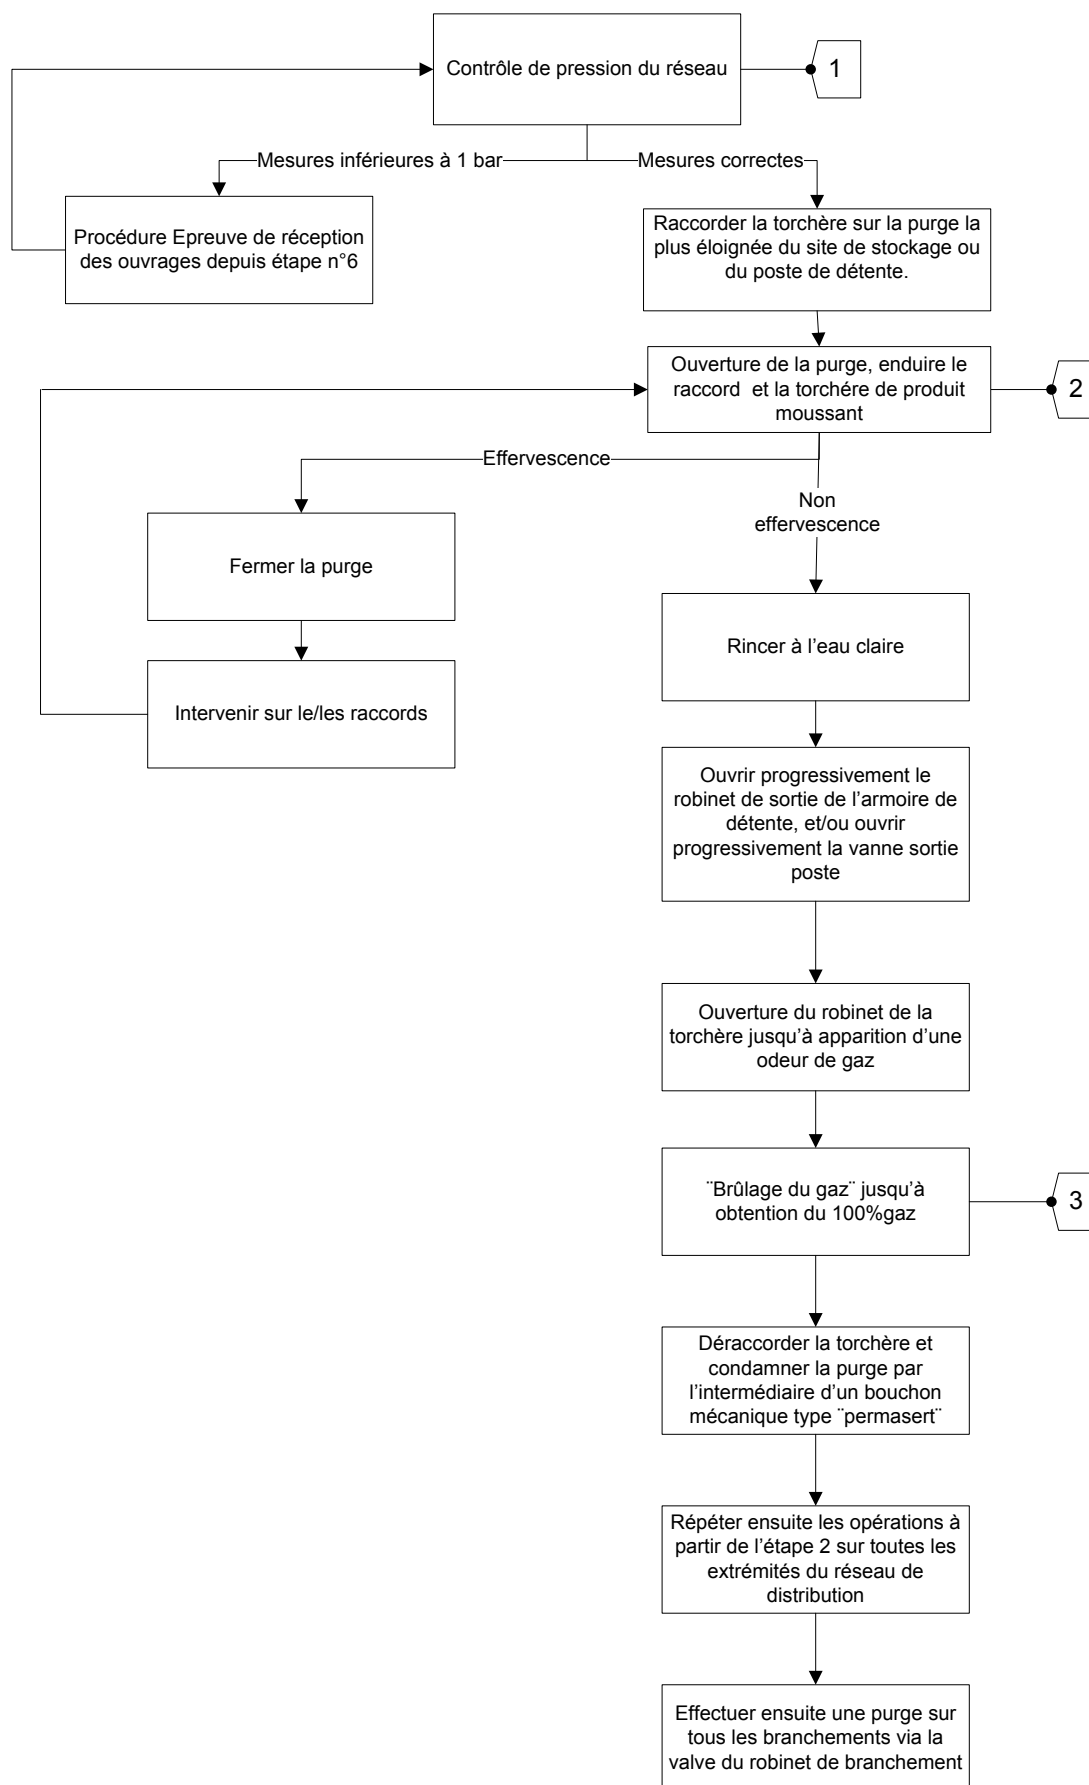 Contrôle de pression du réseau
1
Mesures inférieures à 1 bar
Mesures correctes
Procédure Epreuve de réception
des ouvrages depuis étape n°6
Raccorder la torchère sur la purge la
plus éloignée du site de stockage ou
du poste de détente.
Ouverture de la purge, enduire le
raccord et la torchére de produit
moussant
2
Effervescence
Non
effervescence
Fermer la purge
Rincer à l’eau claire
Intervenir sur le/les raccords
Ouvrir progressivement le
robinet de sortie de l’armoire de
détente, et/ou ouvrir
progressivement la vanne sortie
poste
Ouverture du robinet de la
torchère jusqu’à apparition d’une
odeur de gaz
¨Brûlage du gaz¨ jusqu’à
obtention du 100%gaz
3
Déraccorder la torchère et
condamner la purge par
l’intermédiaire d’un bouchon
mécanique type ¨permasert¨
Répéter ensuite les opérations à
partir de l’étape 2 sur toutes les
extrémités du réseau de
distribution
Effectuer ensuite une purge sur
tous les branchements via la
valve du robinet de branchement